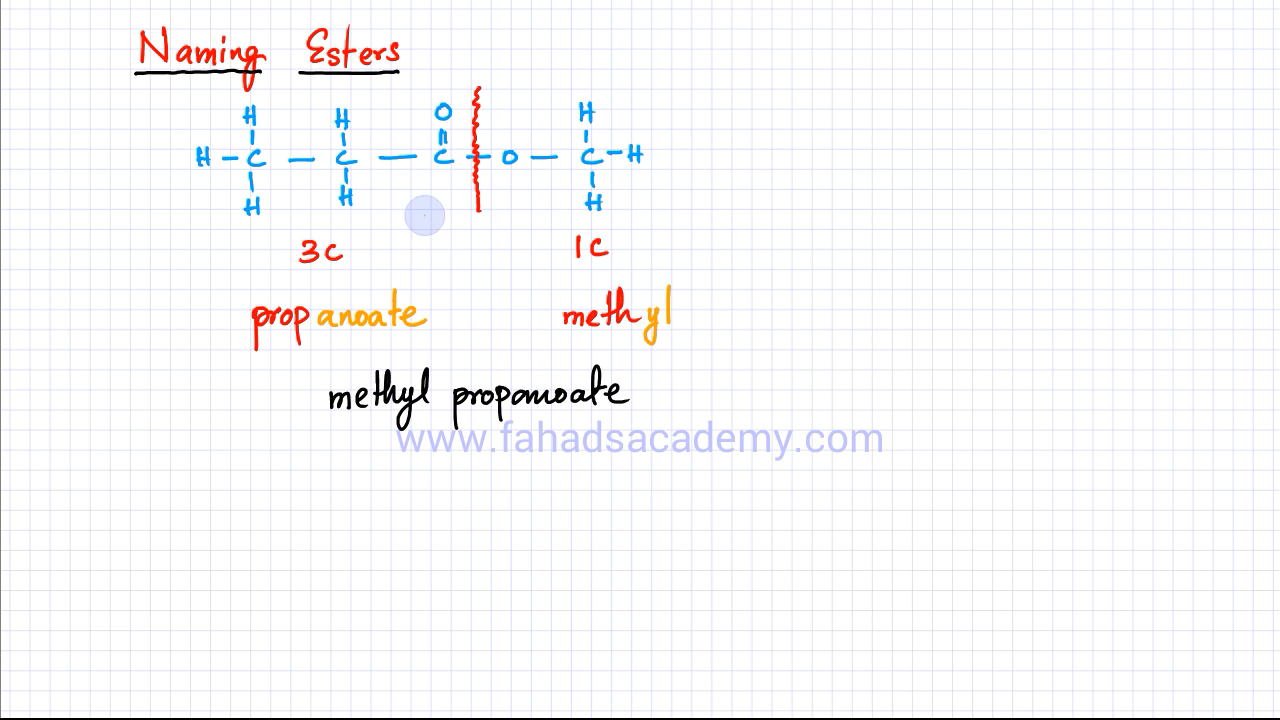 Naming Esters
H H O H
H - C - C - C - O - C - H
H H H
3C 1C
propanoate methyl
methyl propanoate
www.fahadsacademy.com